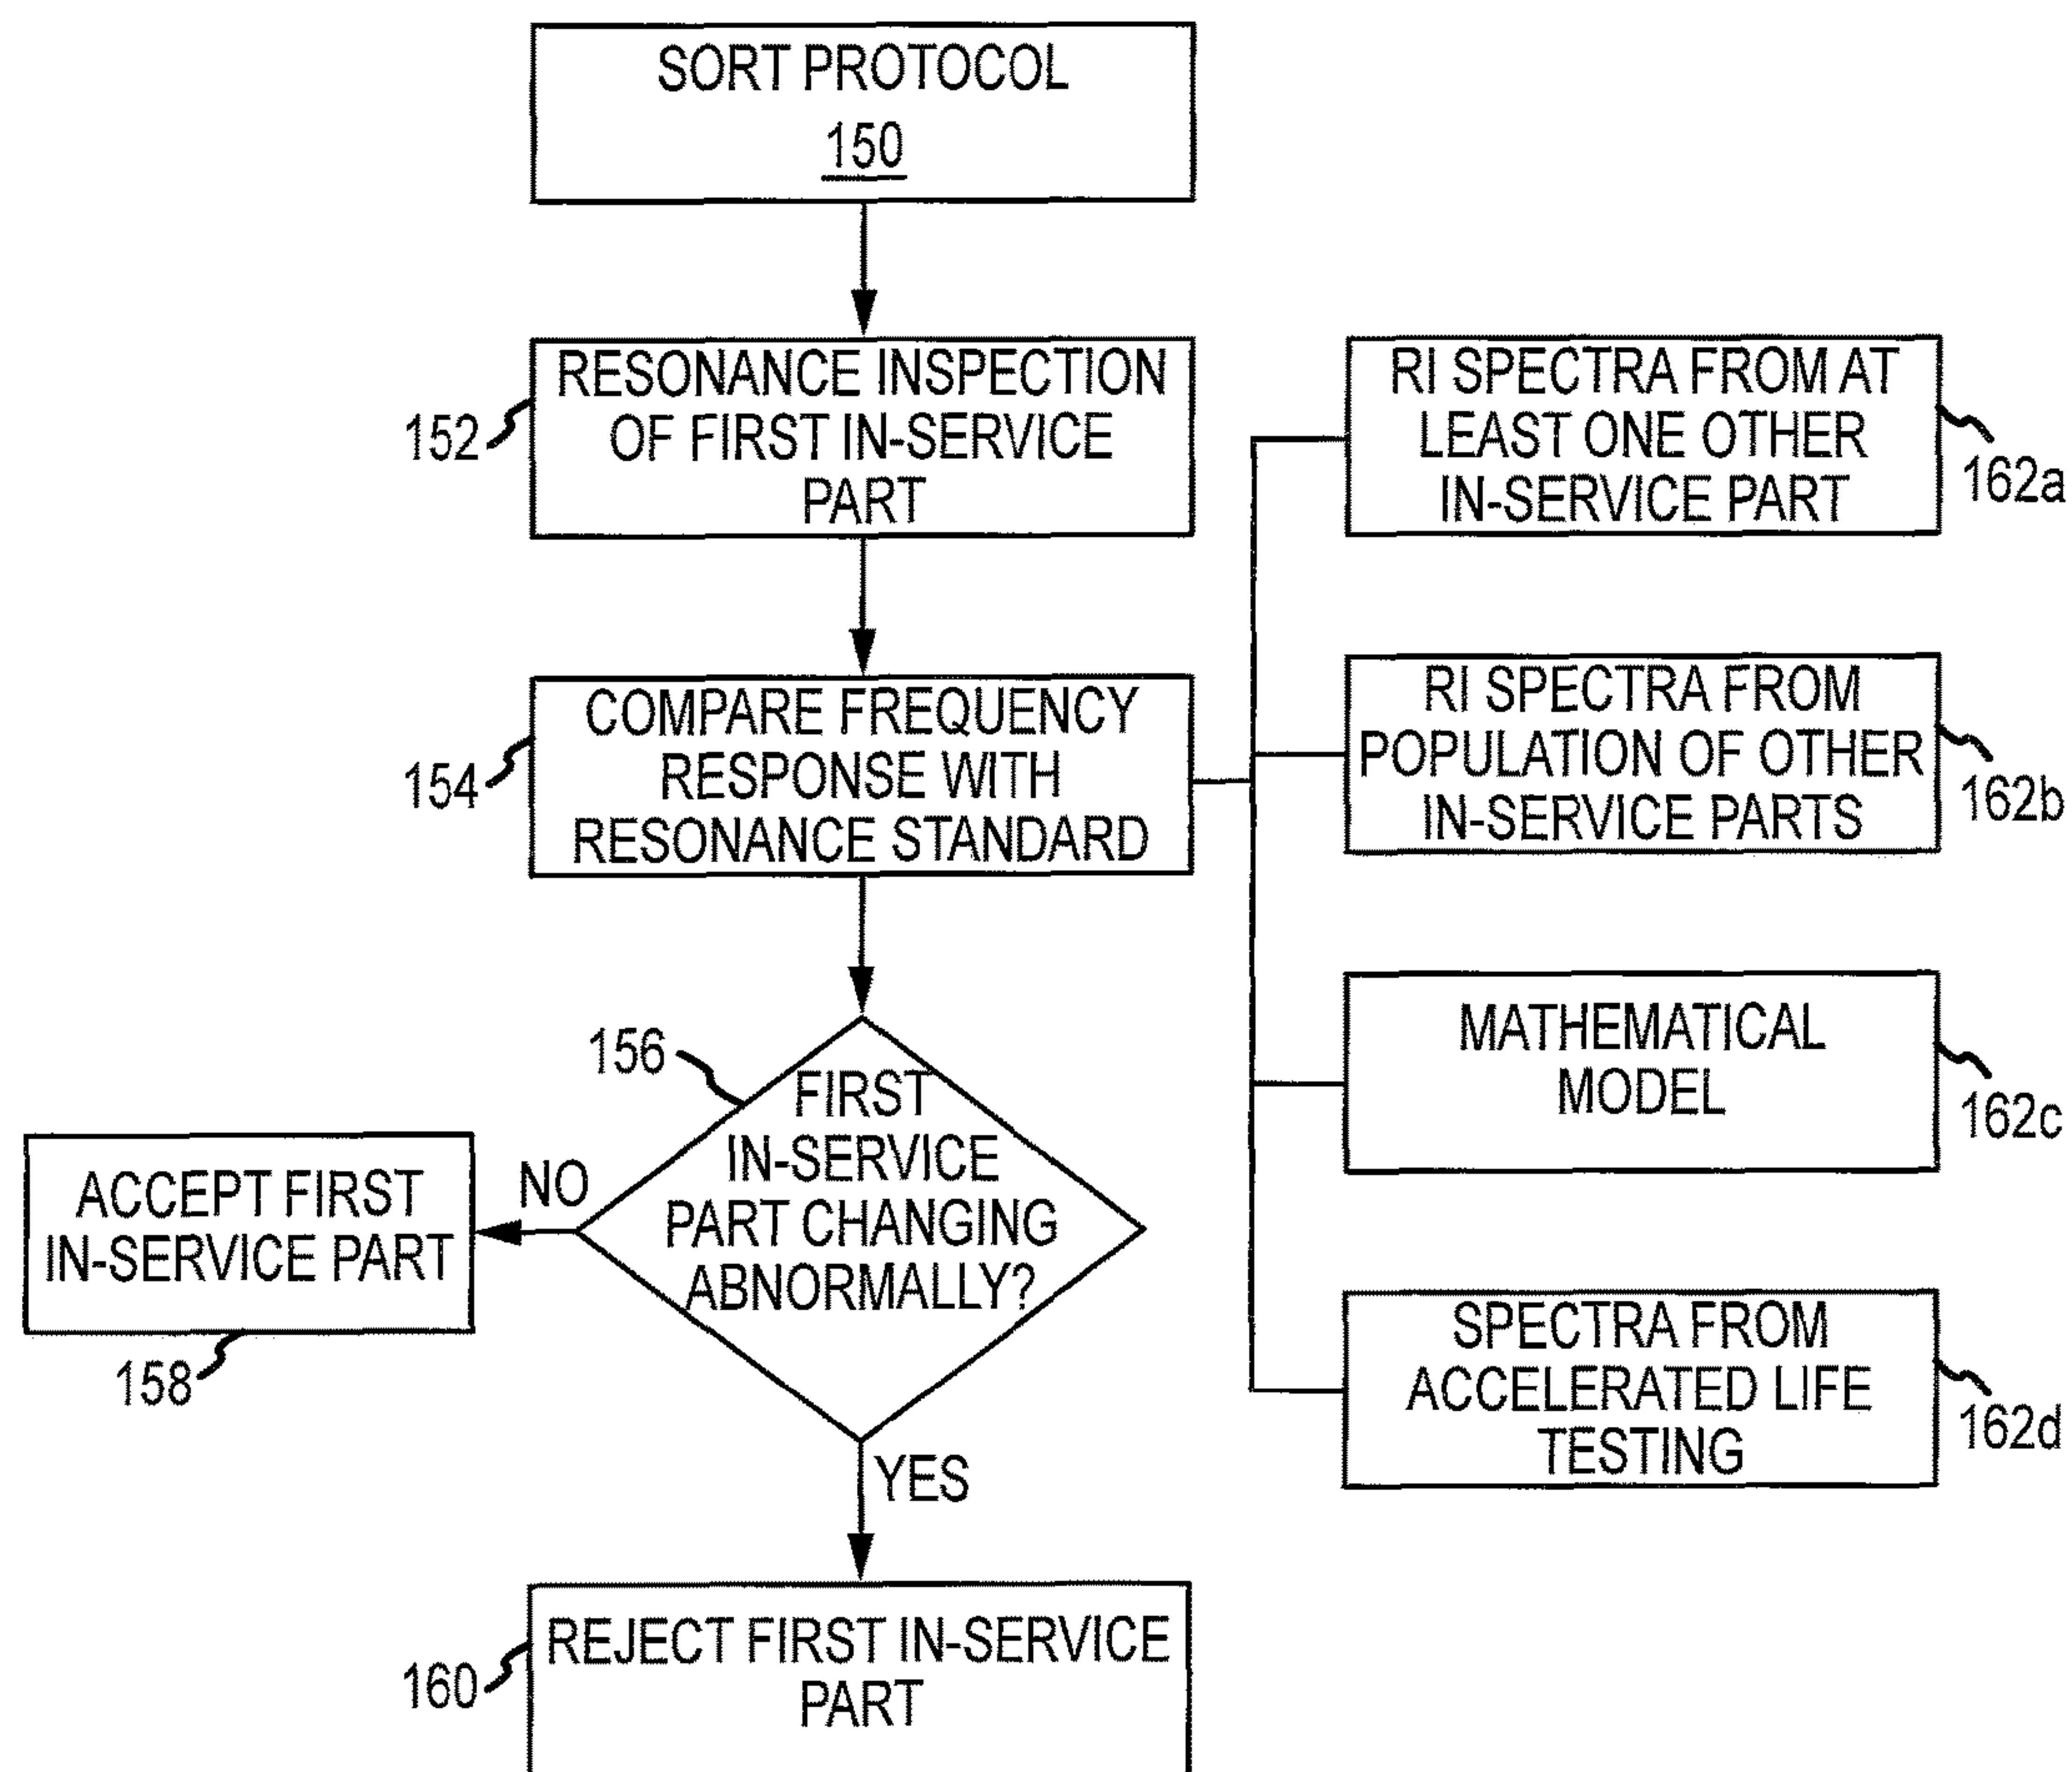 SORT PROTOCOL
150
RESONANCE INSPECTION
OF FIRST IN-SERVICE
PART
152
COMPARE FREQUENCY
RESPONSE WITH
RESONANCE STANDARD
154
RI SPECTRA FROM AT
LEAST ONE OTHER
IN-SERVICE PART
162a
RI SPECTRA FROM
POPULATION OF OTHER
IN-SERVICE PARTS
162b
MATHEMATICAL
MODEL
162c
SPECTRA FROM
ACCELERATED LIFE
TESTING
162d
156
FIRST
IN-SERVICE
PART CHANGING
ABNORMALLY?
NO
ACCEPT FIRST
IN-SERVICE PART
158
YES
REJECT FIRST IN-SERVICE
PART
160